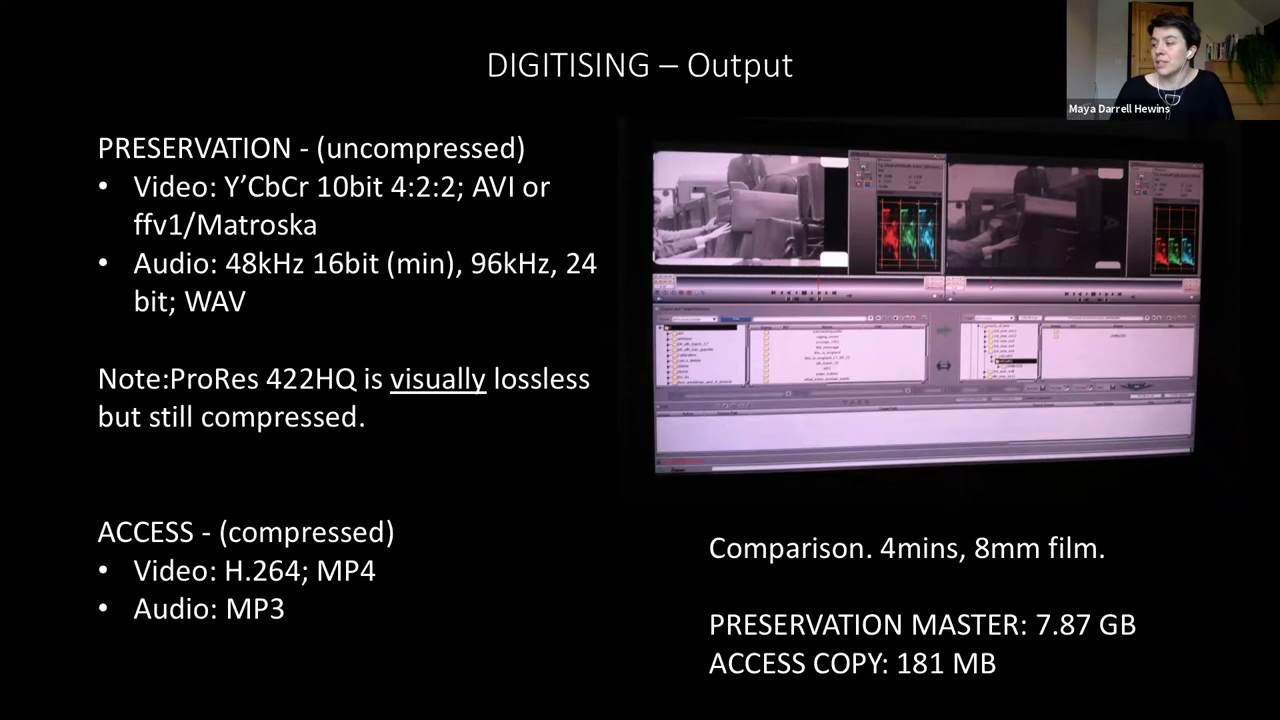 DIGITISING – Output
Maya Darrell Hewins
PRESERVATION - (uncompressed)
• Video: Y’CbCr 10bit 4:2:2; AVI or
ffv1/Matroska
• Audio: 48kHz 16bit (min), 96kHz, 24
bit; WAV
Note:ProRes 422HQ is visually lossless
but still compressed.
ACCESS - (compressed)
• Video: H.264; MP4
• Audio: MP3
Comparison. 4mins, 8mm film.
PRESERVATION MASTER: 7.87 GB
ACCESS COPY: 181 MB